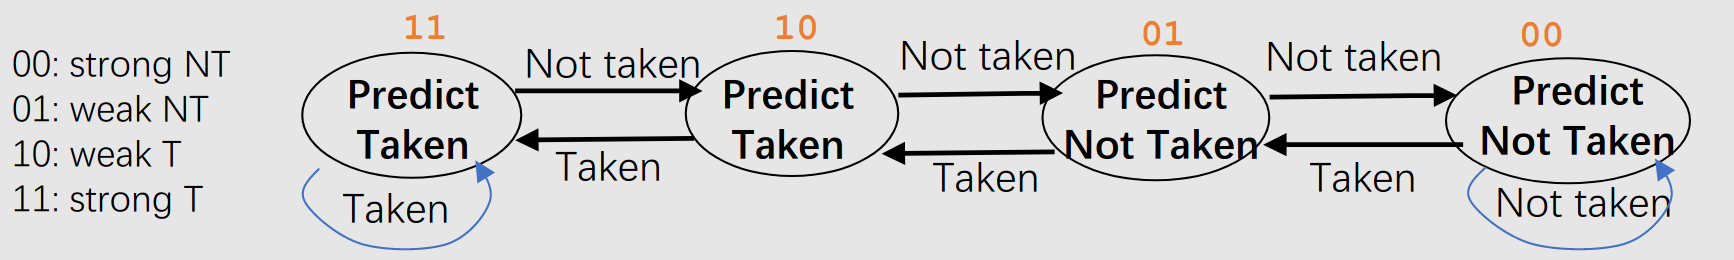 00: strong NT
01: weak NT
10: weak T
11: strong T
11
10
01
00
Not taken
Not taken
Not taken
Predict
Taken
Predict
Taken
Predict
Not Taken
Predict
Not Taken
Taken
Taken
Taken
Taken
Not taken